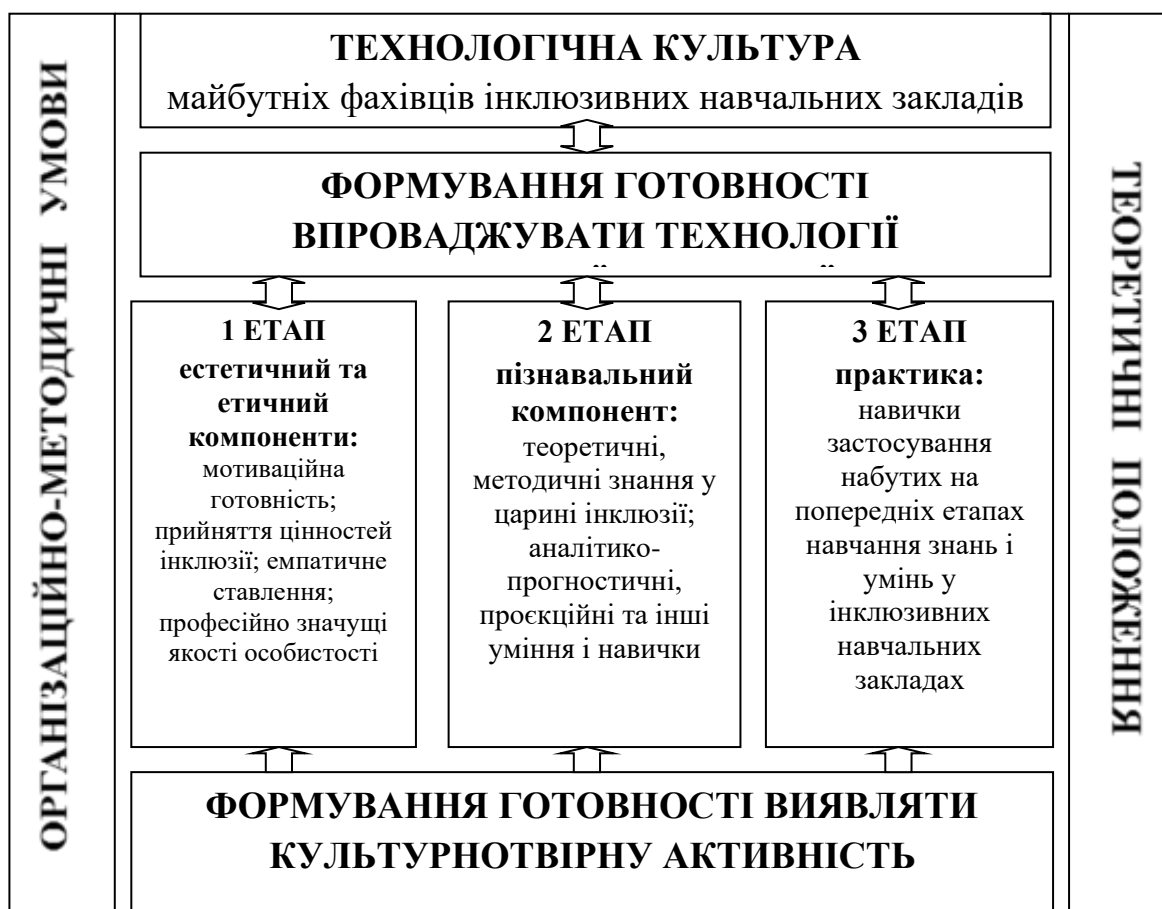 ОРГАНІЗАЦІЙНО-МЕТОДИЧНІ УМОВИ
ТЕХНОЛОГІЧНА КУЛЬТУРА
майбутніх фахівців інклюзивних навчальних закладів
ФОРМУВАННЯ ГОТОВНОСТІ
ВПРОВАДЖУВАТИ ТЕХНОЛОГІЇ
1 ЕТАП
естетичний та
етичний
компоненти:
мотиваційна
готовність;
прийняття цінностей
інклюзії; емпатичне
ставлення;
професійно значущі
якості особистості
2 ЕТАП
пізнавальний
компонент:
теоретичні,
методичні знання у
царині інклюзії;
аналітико-
прогностичні,
проєкційні та інші
уміння і навички
3 ЕТАП
практика:
навички
застосування
набутих на
попередніх етапах
навчання знань і
умінь у
інклюзивних
навчальних
закладах
ФОРМУВАННЯ ГОТОВНОСТІ ВИЯВЛЯТИ
КУЛЬТУРНОТВІРНУ АКТИВНІСТЬ
ТЕОРЕТИЧНІ ПОЛОЖЕННЯ